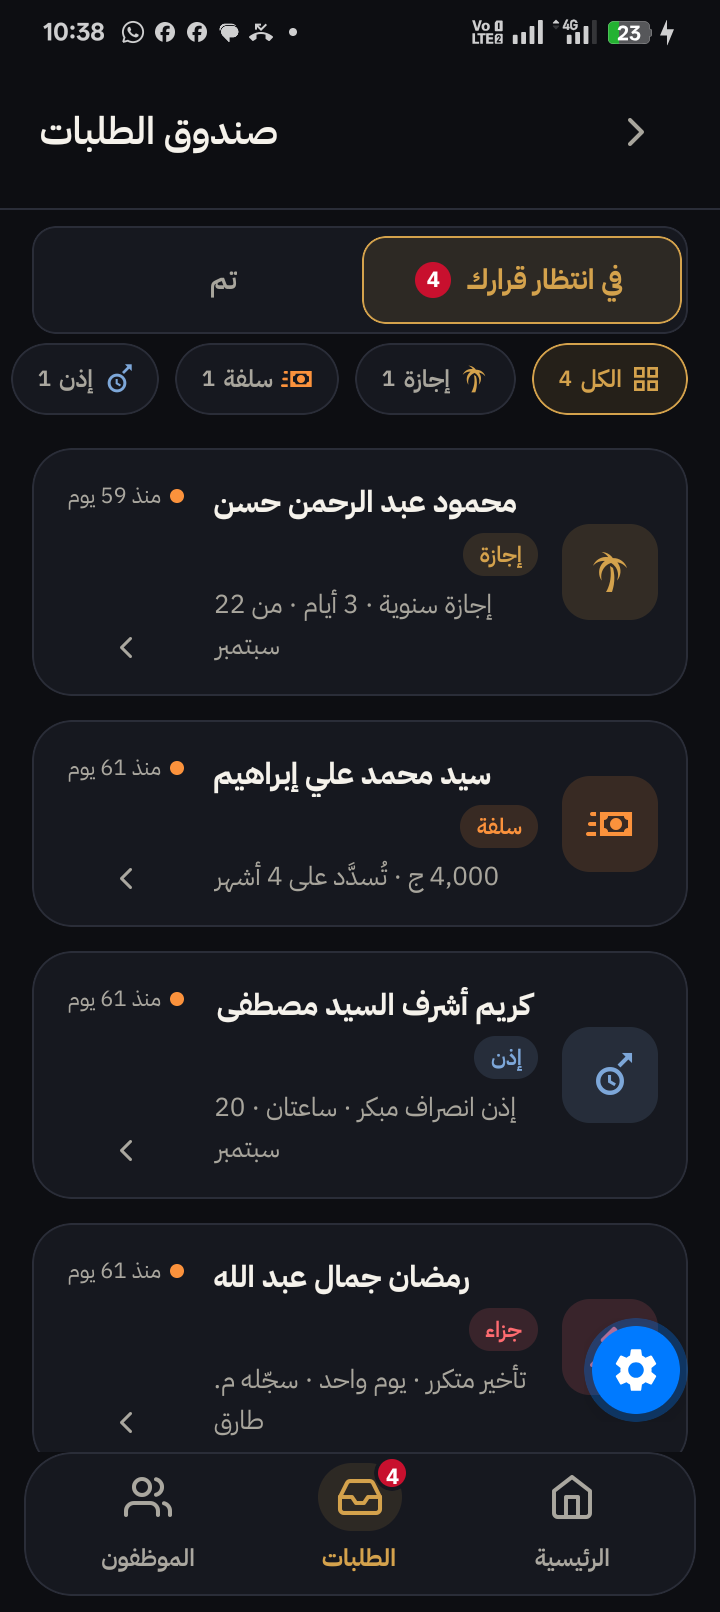 10:38
Vo LTE2 4G 23
صندوق الطلبات
في انتظار قرارك 4
تم
الكل 4
إجازة 1
سلفة 1
إذن 1
محمود عبد الرحمن حسن
منذ 59 يوم
إجازة
إجازة سنوية · 3 أيام · من 22
سبتمبر
سيد محمد علي إبراهيم
منذ 61 يوم
سلفة
4,000 ج · تُسدَّد على 4 أشهر
كريم أشرف السيد مصطفى
منذ 61 يوم
إذن
إذن انصراف مبكر · ساعتان · 20
سبتمبر
رمضان جمال عبد الله
منذ 61 يوم
جزاء
تأخير متكرر · يوم واحد · سجّله م.
طارق
الرئيسية
4
الطلبات
الموظفون